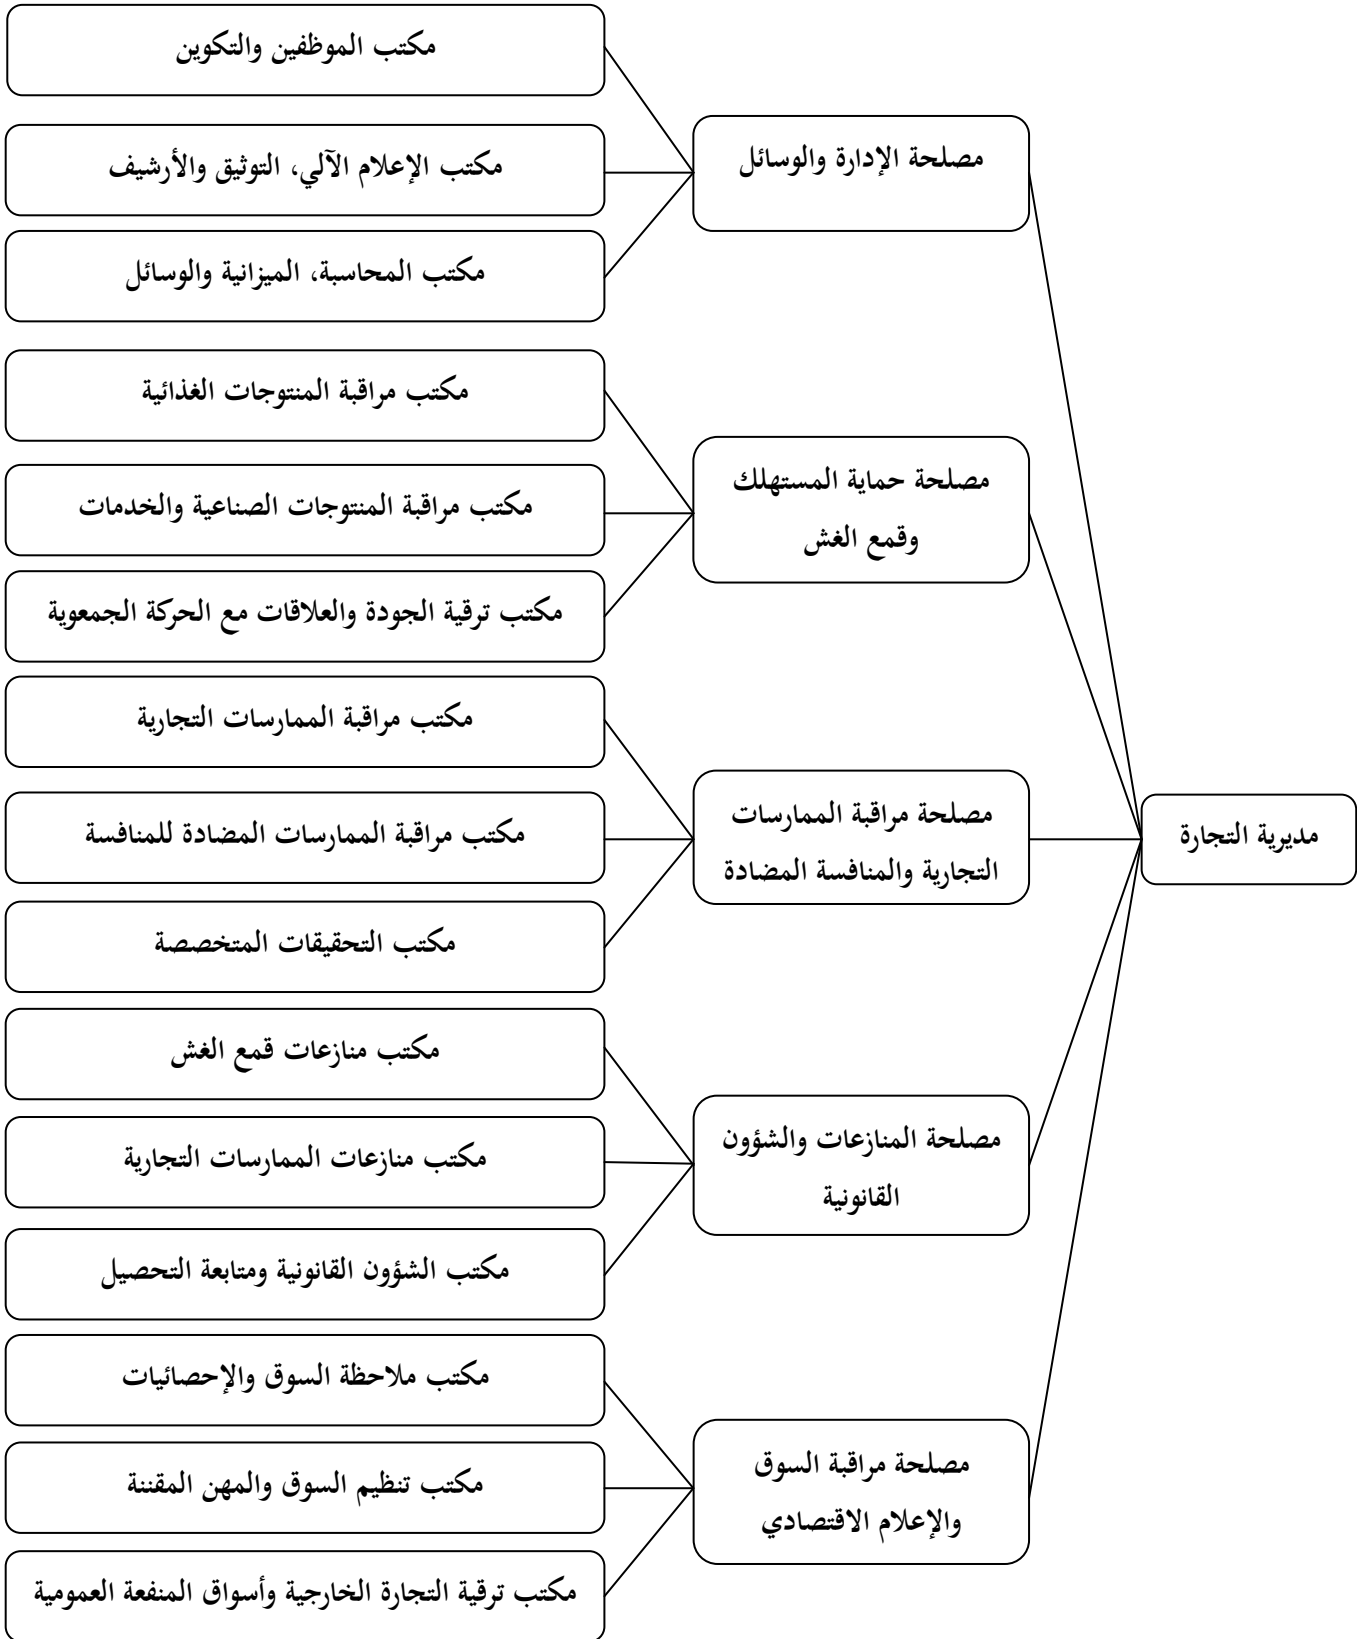 مديرية التجارة
مصلحة الإدارة والوسائل
مكتب الموظفين والتكوين
مكتب الإعلام الآلي، التوثيق والأرشيف
مكتب المحاسبة، الميزانية والوسائل
مصلحة حماية المستهلك
وقمع الغش
مكتب مراقبة المنتوجات الغذائية
مكتب مراقبة المنتوجات الصناعية والخدمات
مكتب ترقية الجودة والعلاقات مع الحركة الجمعوية
مصلحة مراقبة الممارسات
التجارية والمنافسة المضادة
مكتب مراقبة الممارسات التجارية
مكتب مراقبة الممارسات المضادة للمنافسة
مكتب التحقيقات المتخصصة
مصلحة المنازعات والشؤون
القانونية
مكتب منازعات قمع الغش
مكتب منازعات الممارسات التجارية
مكتب الشؤون القانونية ومتابعة التحصيل
مصلحة مراقبة السوق
والإعلام الاقتصادي
مكتب ملاحظة السوق والإحصائيات
مكتب تنظيم السوق والمهن المقننة
مكتب ترقية التجارة الخارجية وأسواق المنفعة العمومية